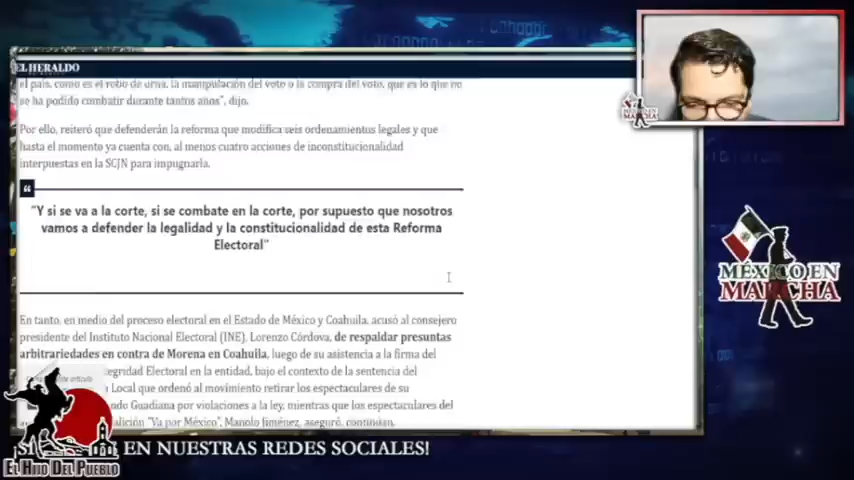 EL HERALDO
el país, como es el robo de urna, la manipulación del voto o la compra del voto, que es lo que no
se ha podido combatir durante tantos años", dijo.
Por ello, reiteró que defenderán la reforma que modifica seis ordenamientos legales y que
hasta el momento ya cuenta con, al menos cuatro acciones de inconstitucionalidad
interpuestas en la SCJN para impugnarla.
"Y si se va a la corte, si se combate en la corte, por supuesto que nosotros
vamos a defender la legalidad y la constitucionalidad de esta Reforma
Electoral"
En tanto, en medio del proceso electoral en el Estado de México y Coahuila, acusó al consejero
presidente del Instituto Nacional Electoral (INE), Lorenzo Córdova, de respaldar presuntas
arbitrariedades en contra de Morena en Coahuila, luego de su asistencia a la firma del
egridad Electoral en la entidad, bajo el contexto de la sentencia del
Local que ordenó al movimiento retirar los espectaculares de su
ndo Guadiana por violaciones a la ley, mientras que los espectaculares del
alición "Va por México", Manolo Jiménez, aseguró, continúan.
MÉXICO EN
MARCHA
MÉXICO EN
MARCHA
EN NUESTRAS REDES SOCIALES!
EL HIJO DEL PUEBLO